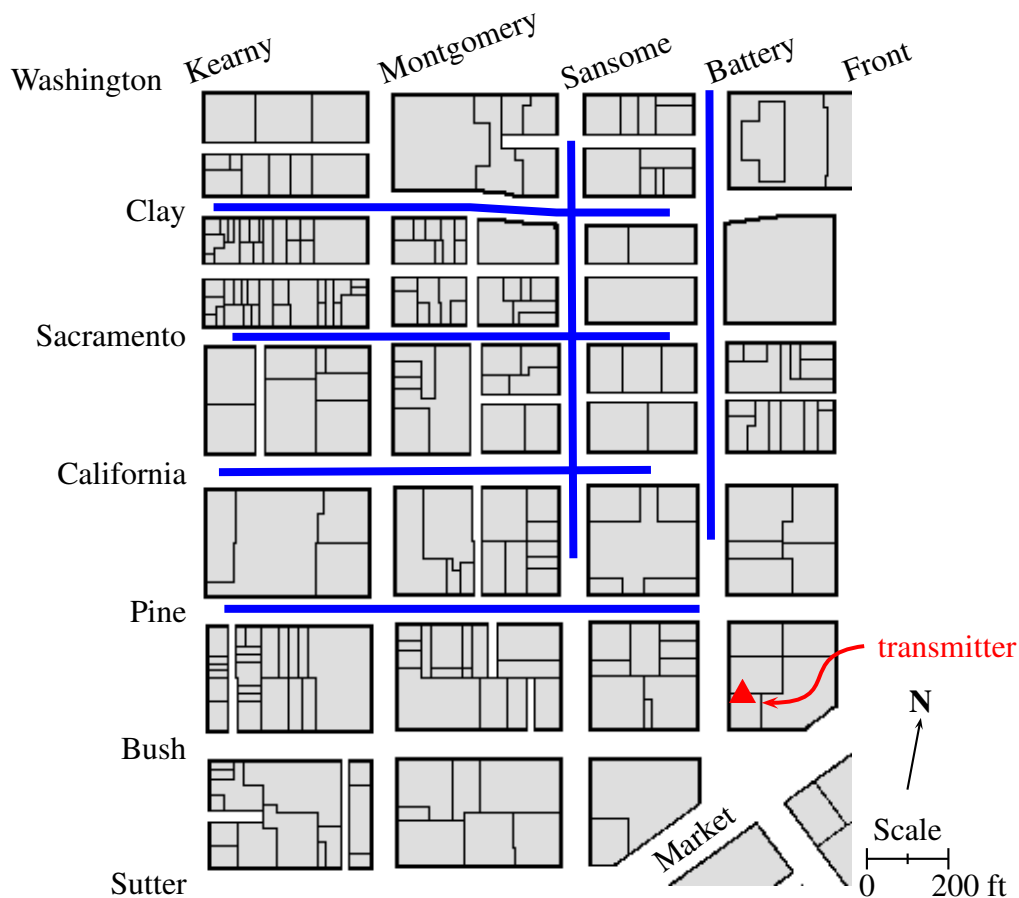 Kearny
Montgomery
Sansome
Battery
Front
Washington
Clay
Sacramento
California
Pine
transmitter
N
Bush
Market
Scale
0 200 ft
Sutter